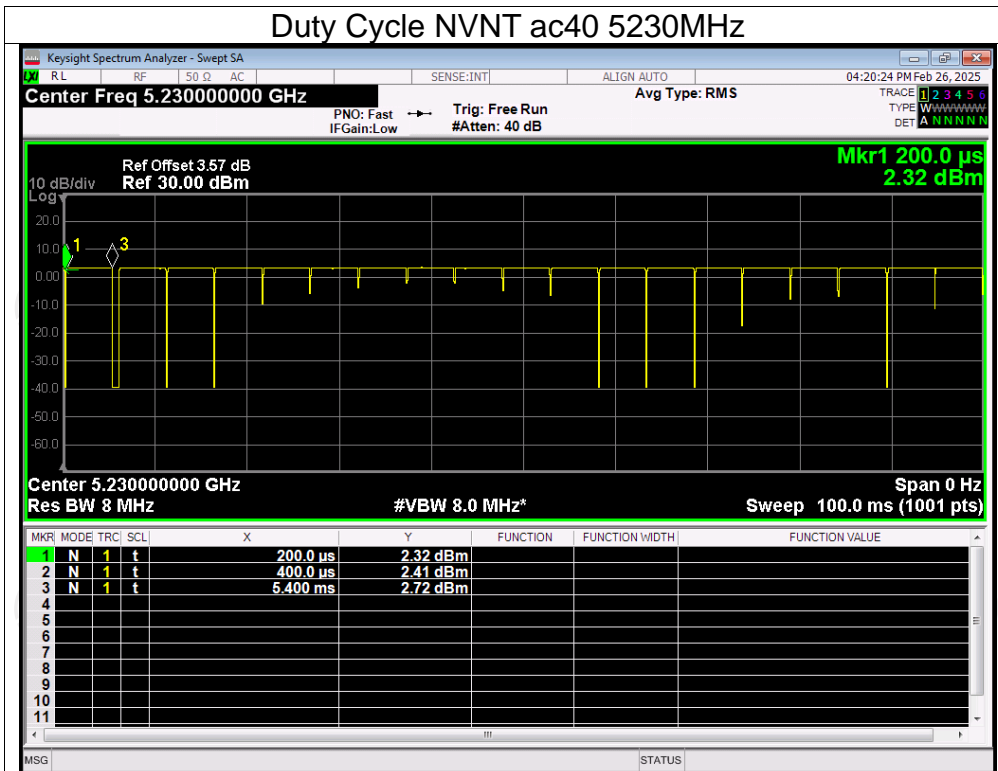 Duty Cycle NVNT ac40 5230MHz
Keysight Spectrum Analyzer - Swept SA
LXI RL RF 50 Ω AC SENSE:INT ALIGN AUTO 04:20:24 PM Feb 26, 2025
Center Freq 5.230000000 GHz Avg Type: RMS TRACE 1 2 3 4 5 6
PNO: Fast Trig: Free Run TYPE WWWWWW
IFGain:Low #Atten: 40 dB DET A N N N N N
Mkr1 200.0 µs
Ref Offset 3.57 dB
10 dB/div Ref 30.00 dBm 2.32 dBm
Log
20.0
10.0
1 3
0.00
-10.0
-20.0
-30.0
-40.0
-50.0
-60.0
Center 5.230000000 GHz Span 0 Hz
Res BW 8 MHz #VBW 8.0 MHz* Sweep 100.0 ms (1001 pts)
MKR MODE TRC SCL X Y FUNCTION FUNCTION WIDTH FUNCTION VALUE
1 N 1 t 200.0 µs 2.32 dBm
2 N 1 t 400.0 µs 2.41 dBm
3 N 1 t 5.400 ms 2.72 dBm
4
5
6
7
8
9
10
11
MSG STATUS